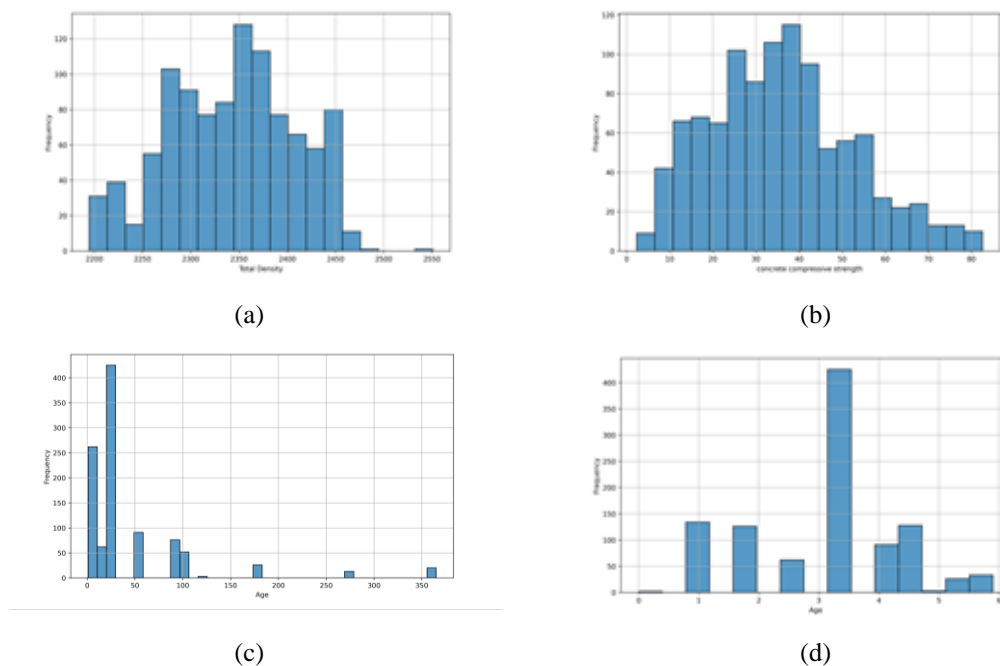 120
100
80
60
40
20
0
Frequency
2200 2250 2300 2350 2400 2450 2500 2550
Total Density
120
100
80
60
40
20
0
Frequency
0 10 20 30 40 50 60 70 80
concrete compressive strength
(a) (b)
400
350
300
250
200
150
100
50
0
Frequency
0 50 100 150 200 250 300 350
Age
400
350
300
250
200
150
100
50
0
Frequency
0 1 2 3 4 5 6
Age
(c) (d)